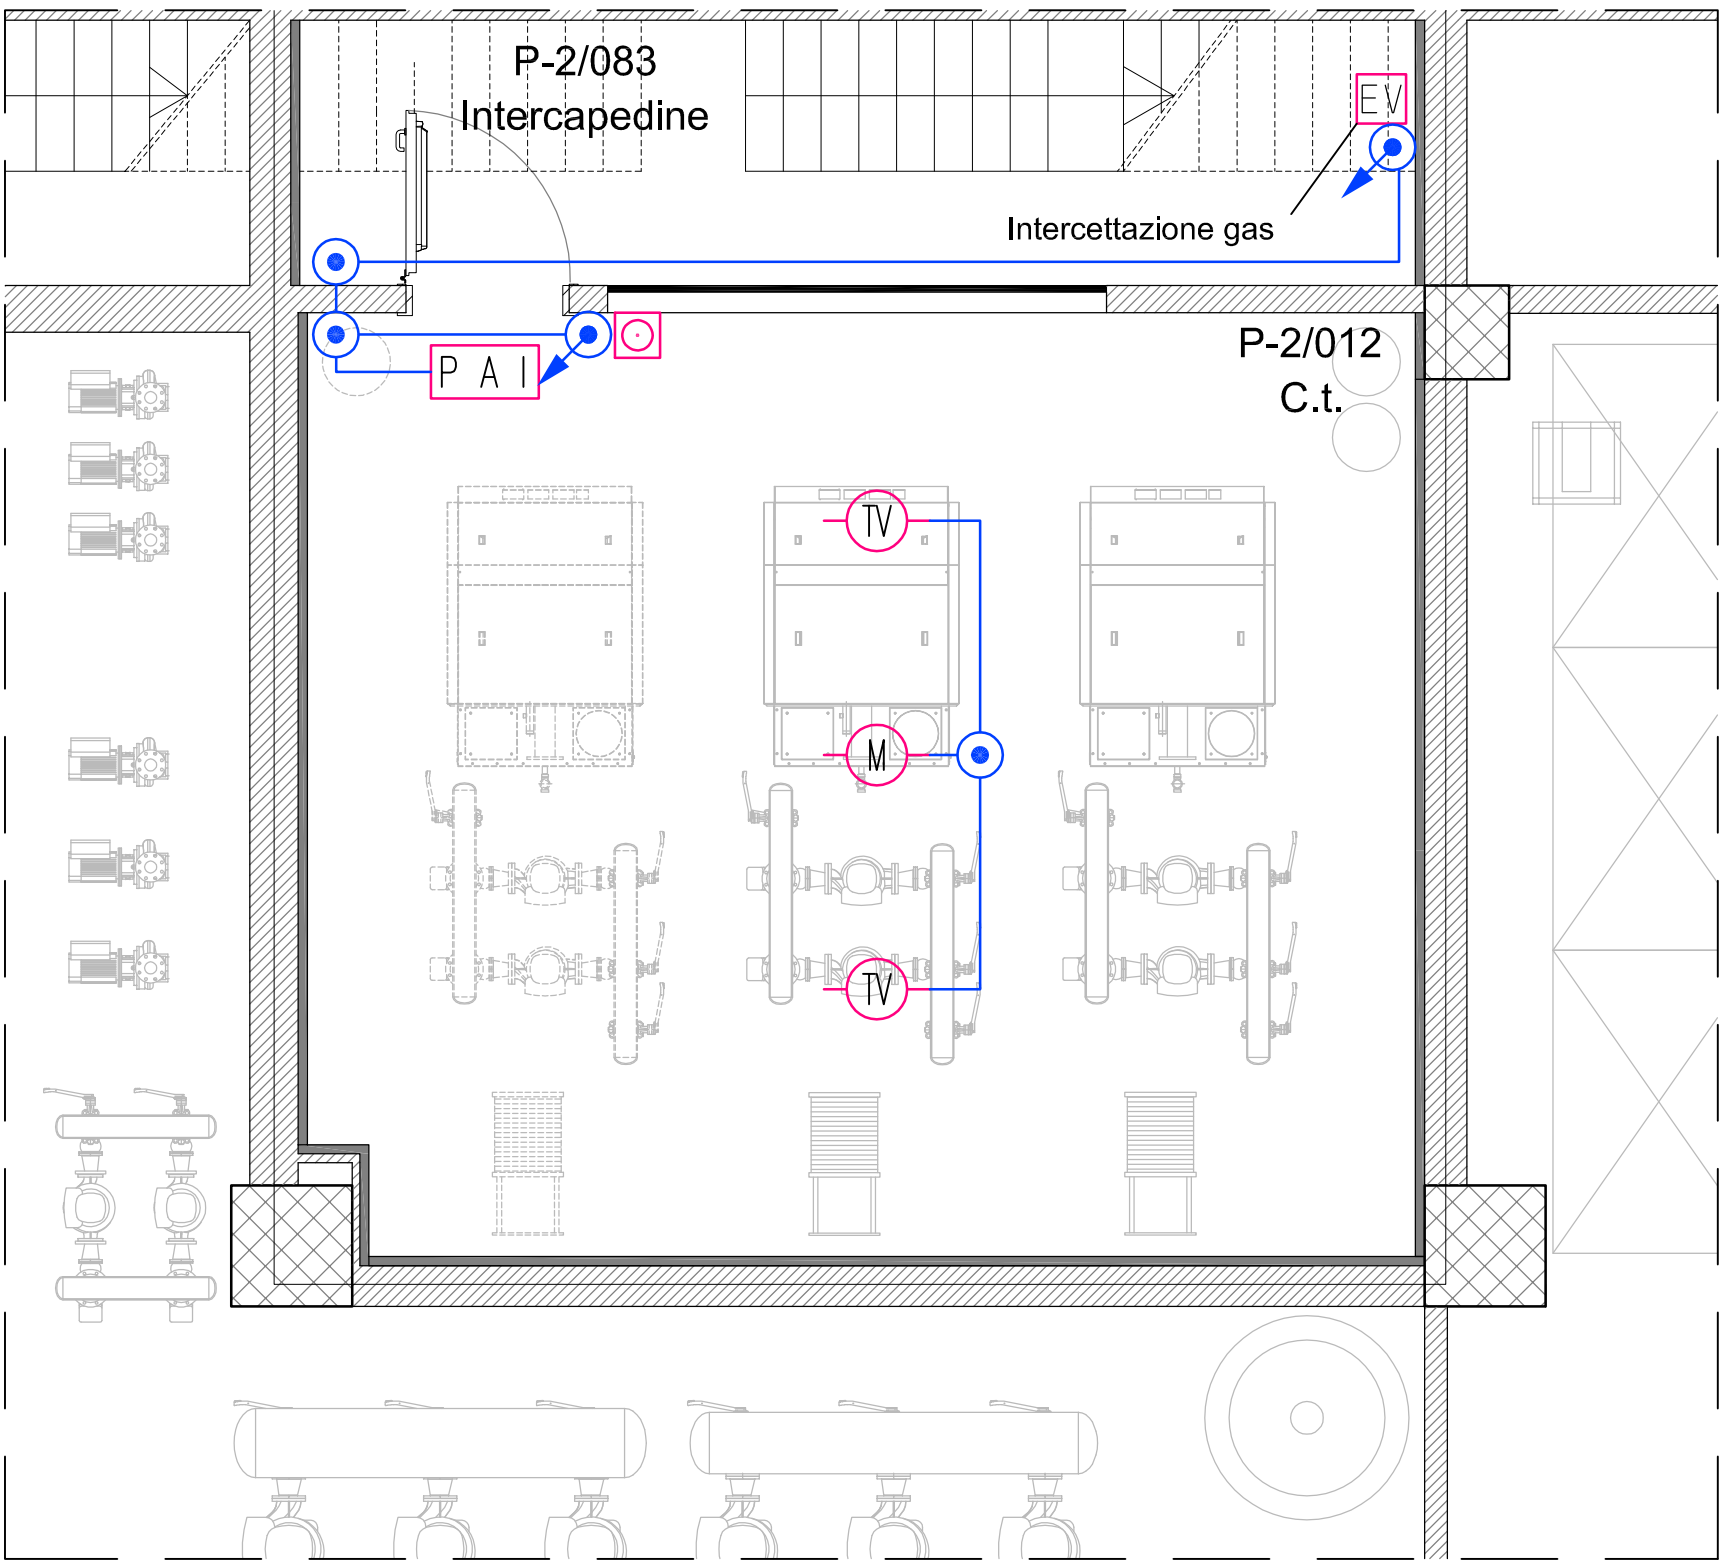 P-2/083
Intercapedine
EV
Intercettazione gas
P-2/012
C.t.
P A I
TV
M
TV